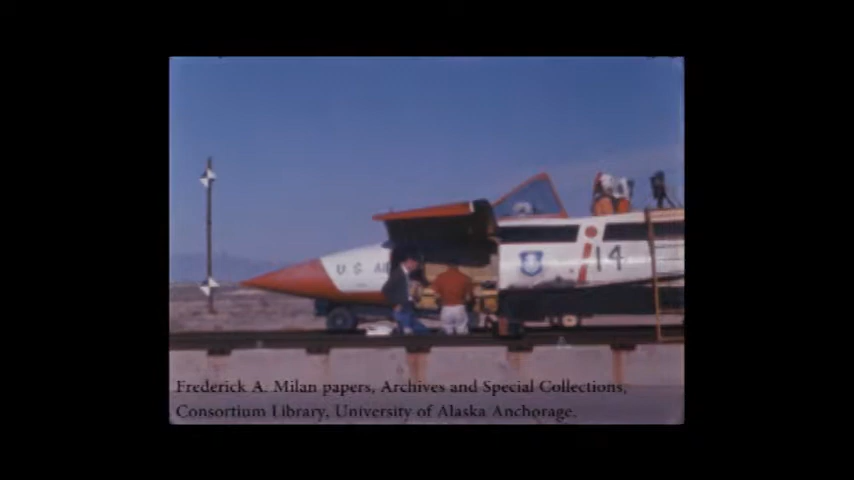 U S AI
14
Frederick A. Milan papers, Archives and Special Collections,
Consortium Library, University of Alaska Anchorage.